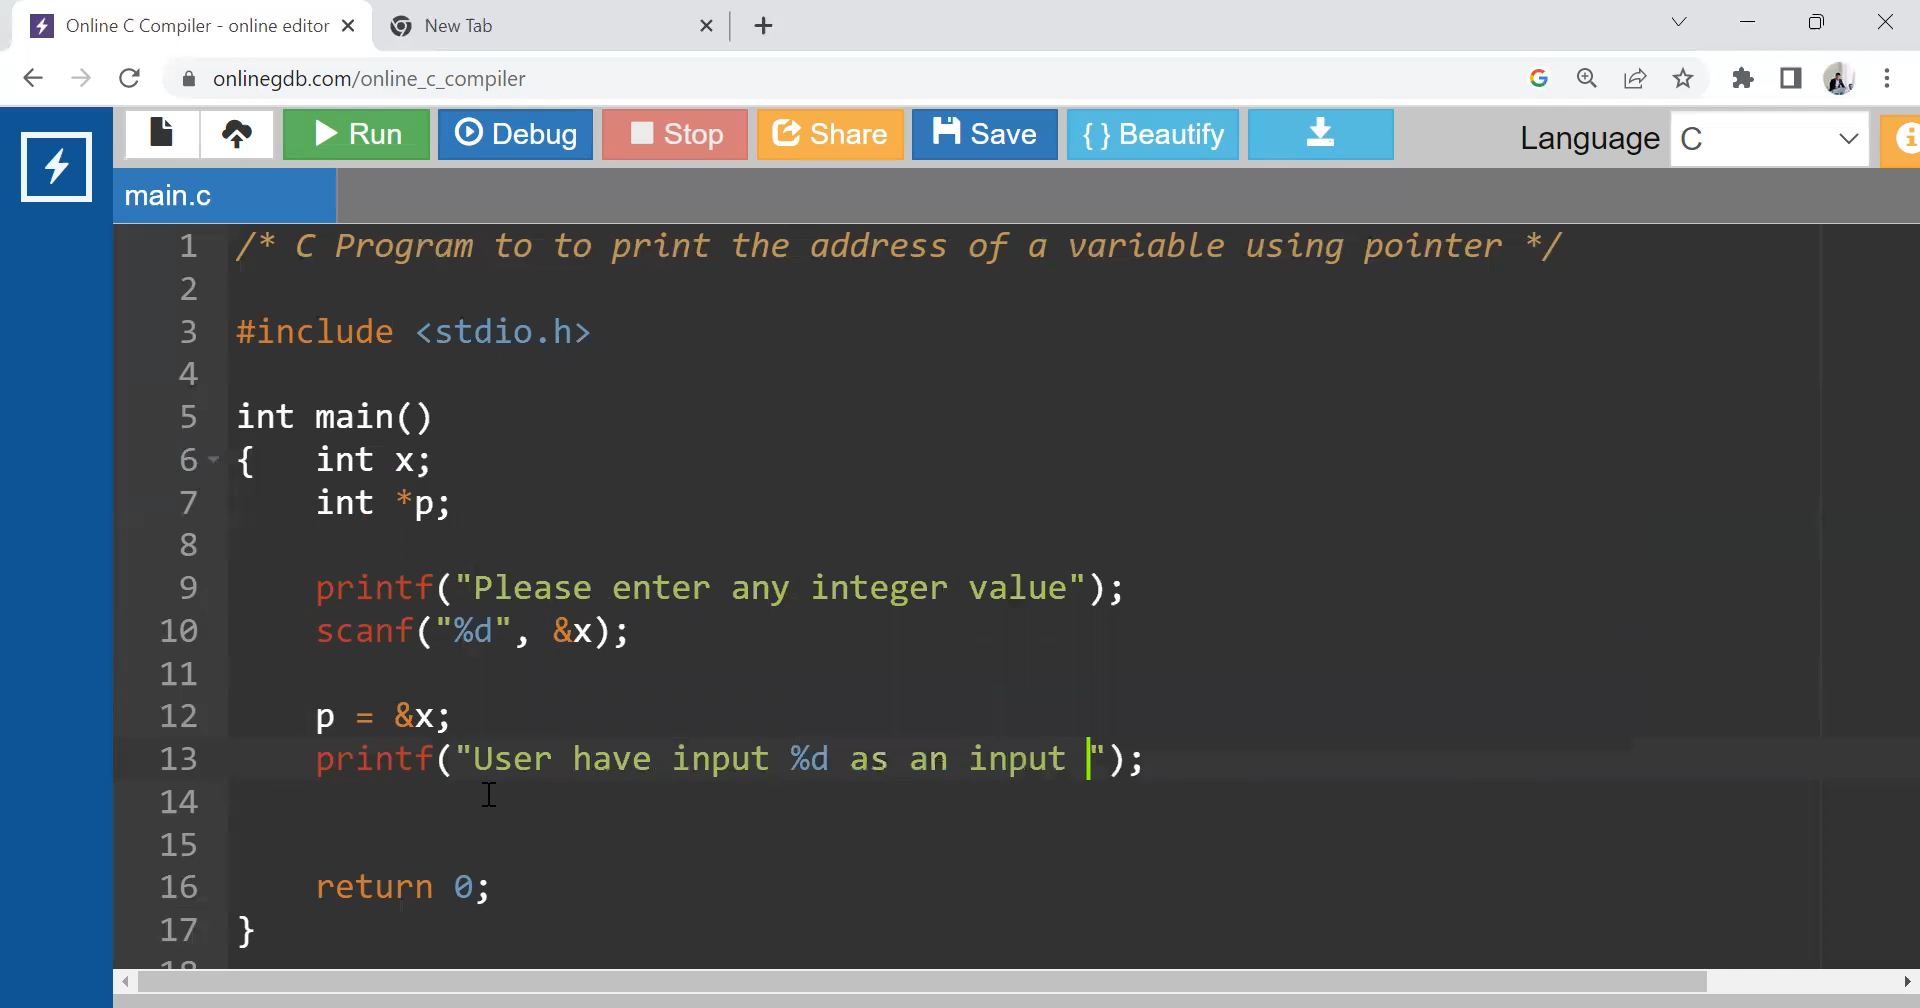 Online C Compiler - online editor
New Tab
onlinegdb.com/online_c_compiler
Run Debug Stop Share Save { } Beautify Language C
main.c
1 /* C Program to to print the address of a variable using pointer */
2
3 #include <stdio.h>
4
5 int main()
6 { int x;
7 int *p;
8
9 printf("Please enter any integer value");
10 scanf("%d", &x);
11
12 p = &x;
13 printf("User have input %d as an input ");
14
15
16 return 0;
17 }
18